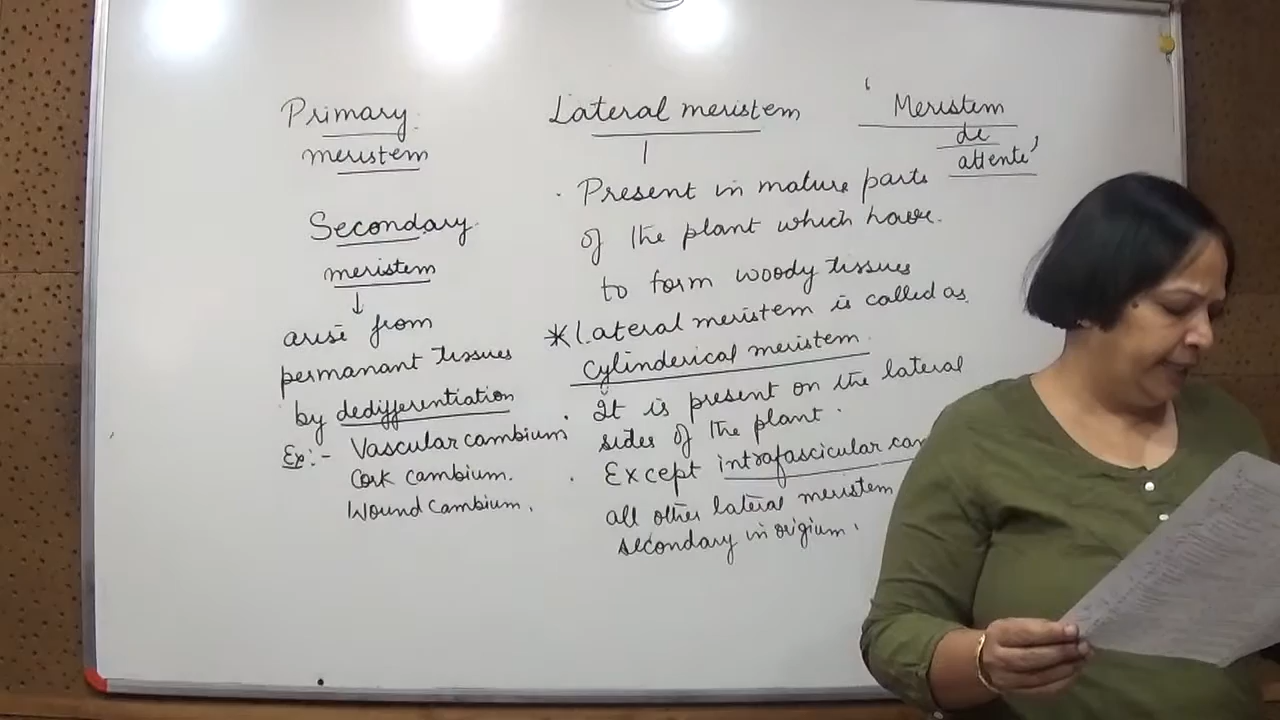 Primary
meristem
Secondary
meristem
↓
arise from
permanant tissues
by dedifferentiation
Ex:- Vascular cambium
Cork cambium.
Wound cambium.
Lateral meristem
· Present in mature parts
of the plant which have
to form woody tissues
* Lateral meristem is called as
cylinderical meristem
· It is present on the lateral
sides of the plant.
· Except intrafascicular cam
all other lateral meristem
secondary in origium.
' Meristem
de
attente'